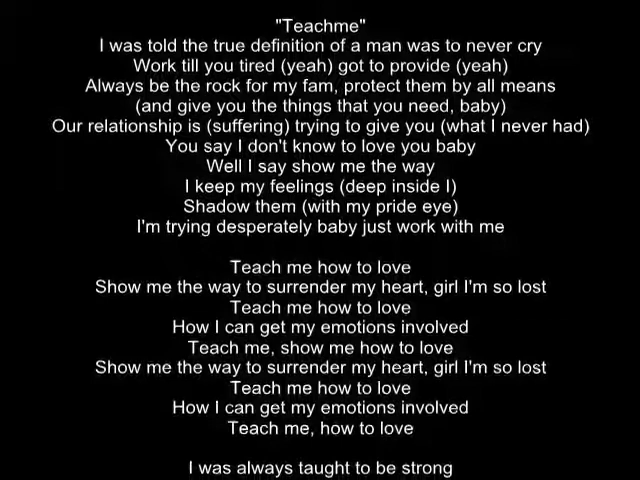 "Teachme"
I was told the true definition of a man was to never cry
Work till you tired (yeah) got to provide (yeah)
Always be the rock for my fam, protect them by all means
(and give you the things that you need, baby)
Our relationship is (suffering) trying to give you (what I never had)
You say I don't know to love you baby
Well I say show me the way
I keep my feelings (deep inside I)
Shadow them (with my pride eye)
I'm trying desperately baby just work with me

Teach me how to love
Show me the way to surrender my heart, girl I'm so lost
Teach me how to love
How I can get my emotions involved
Teach me, show me how to love
Show me the way to surrender my heart, girl I'm so lost
Teach me how to love
How I can get my emotions involved
Teach me, how to love

I was always taught to be strong